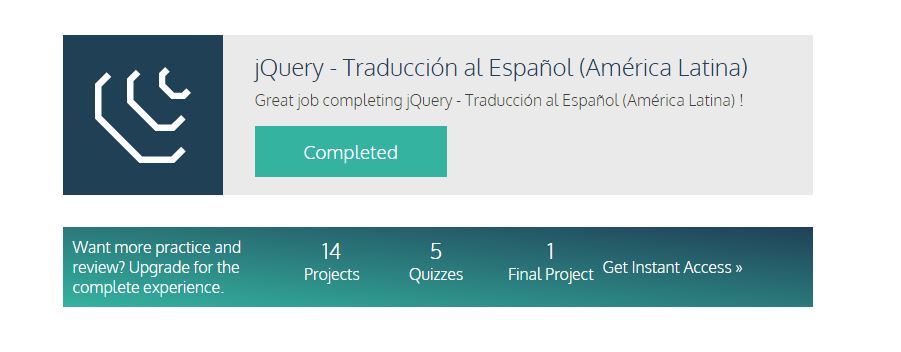 jQuery - Traducción al Español (América Latina)
Great job completing jQuery - Traducción al Español (América Latina) !
Completed
Want more practice and
review? Upgrade for the
complete experience.
14
Projects
5
Quizzes
1
Final Project
Get Instant Access »